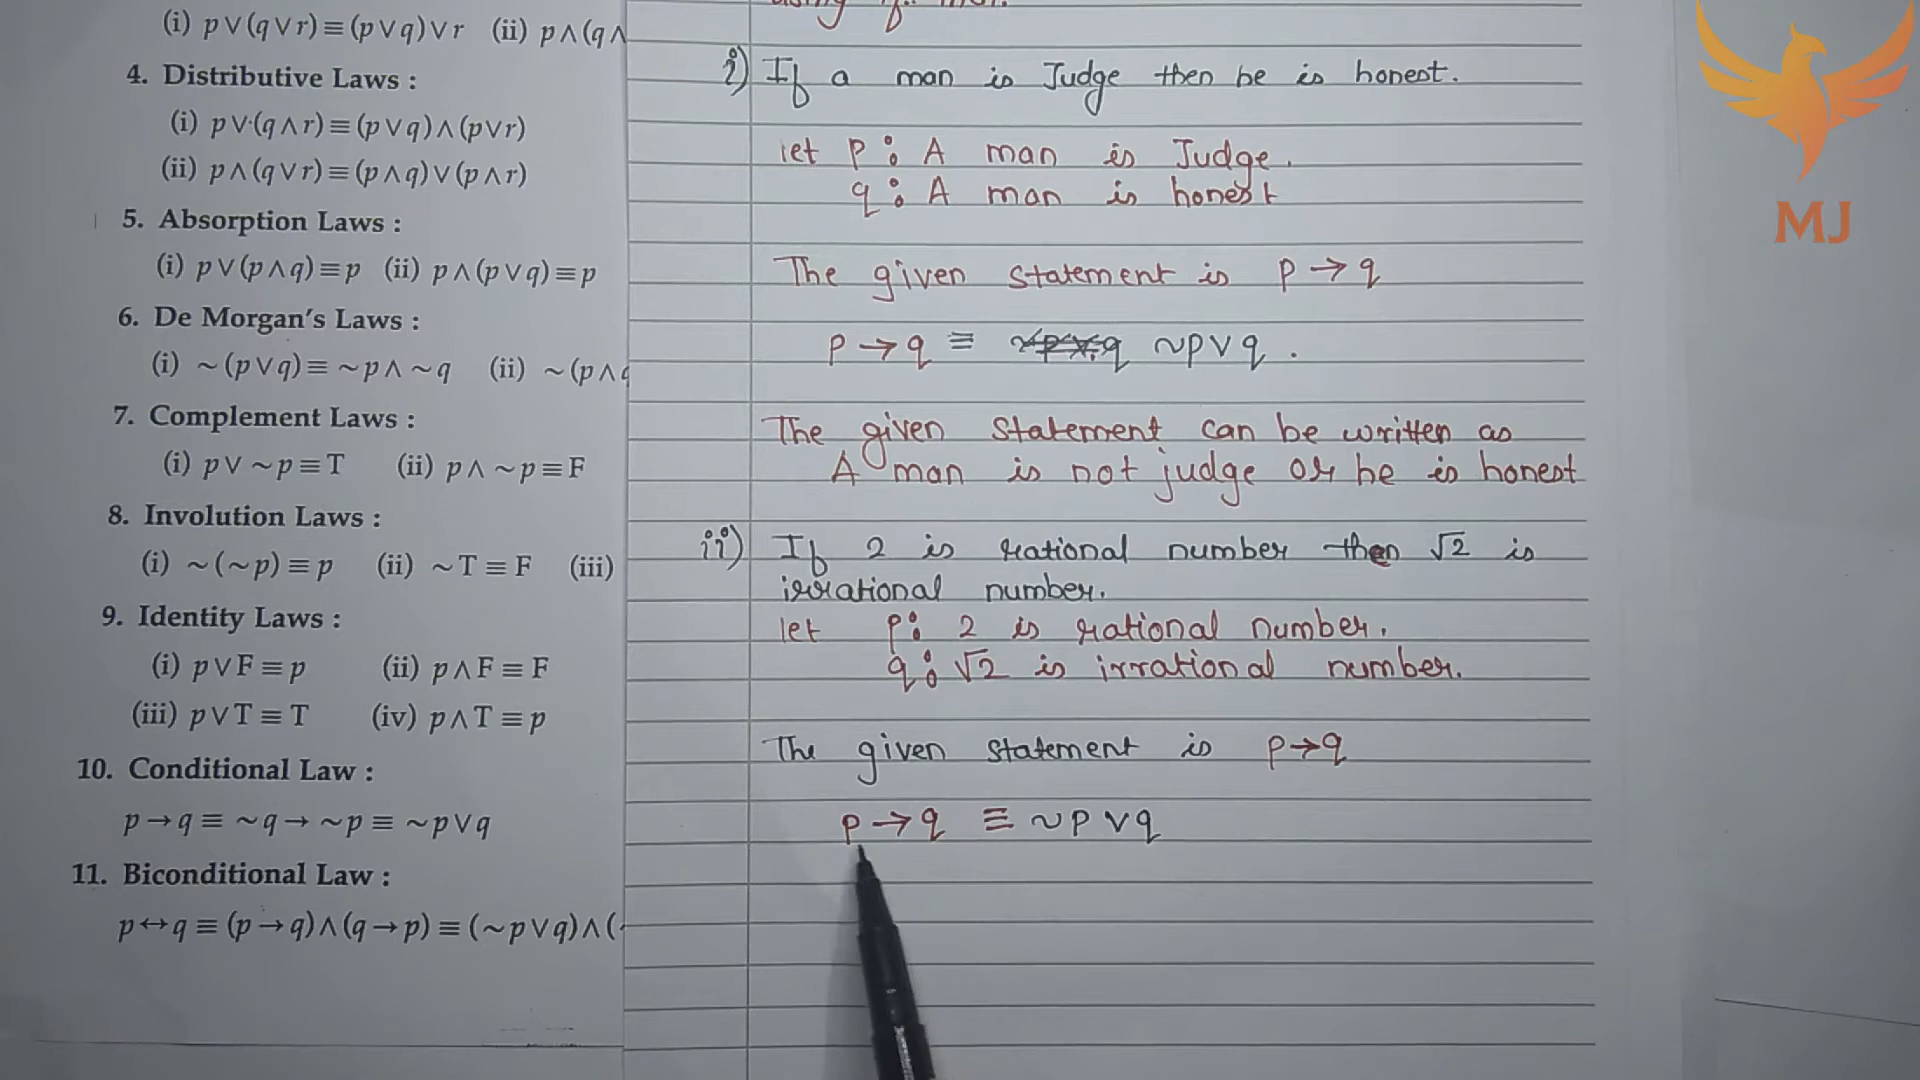 (i) p∨(q∨r)≡(p∨q)∨r (ii) p∧(q∧
4. Distributive Laws :
(i) p∨(q∧r)≡(p∨q)∧(p∨r)
(ii) p∧(q∨r)≡(p∧q)∨(p∧r)
5. Absorption Laws :
(i) p∨(p∧q)≡p (ii) p∧(p∨q)≡p
6. De Morgan's Laws :
(i) ~(p∨q)≡~p∧~q (ii) ~(p∧q
7. Complement Laws :
(i) p∨~p≡T (ii) p∧~p≡F
8. Involution Laws :
(i) ~(~p)≡p (ii) ~T≡F (iii)
9. Identity Laws :
(i) p∨F≡p (ii) p∧F≡F
(iii) p∨T≡T (iv) p∧T≡p
10. Conditional Law :
p→q≡~q→~p≡~p∨q
11. Biconditional Law :
p↔q≡(p→q)∧(q→p)≡(~p∨q)∧(
using
i) If a man is Judge then he is honest.
let p: A man is Judge.
q: A man is honest
The given statement is p→q
p→q ≡ ~p∨q.
The given statement can be written as
A man is not judge or he is honest
ii) If 2 is rational number then √2 is
irrational number.
let p: 2 is rational number.
q: √2 is irrational number.
The given statement is p→q
p→q ≡ ~p∨q
MJ